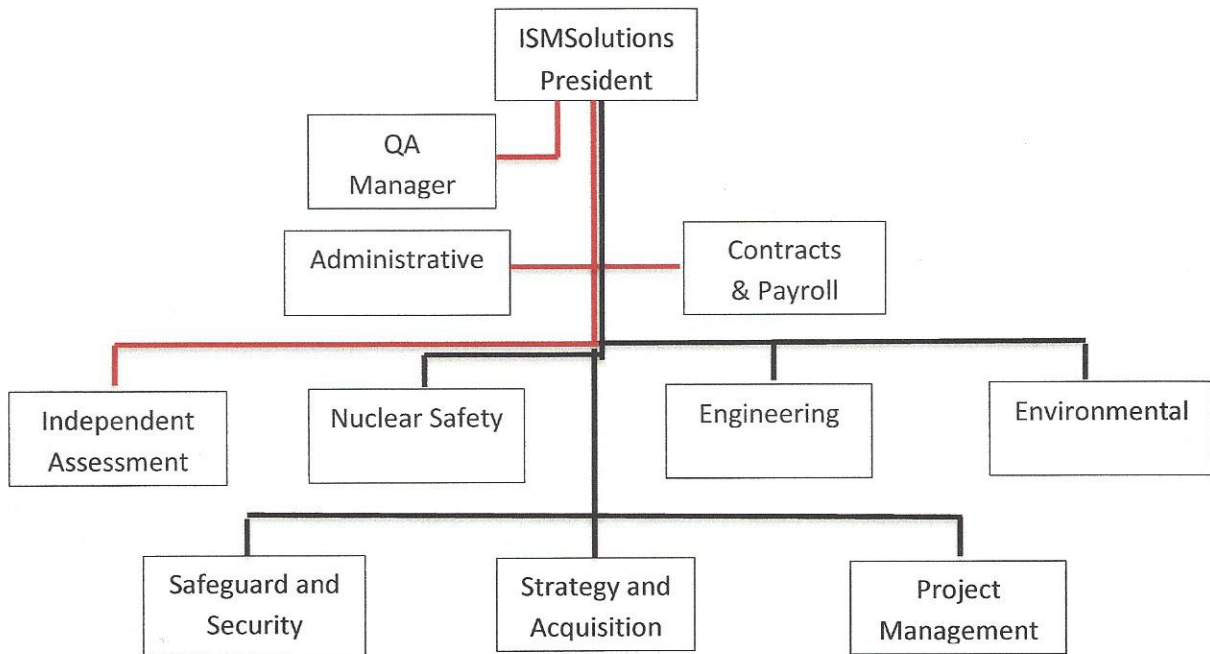 ISMSolutions
President
QA
Manager
Administrative
Contracts
& Payroll
Independent
Assessment
Nuclear Safety
Engineering
Environmental
Safeguard and
Security
Strategy and
Acquisition
Project
Management